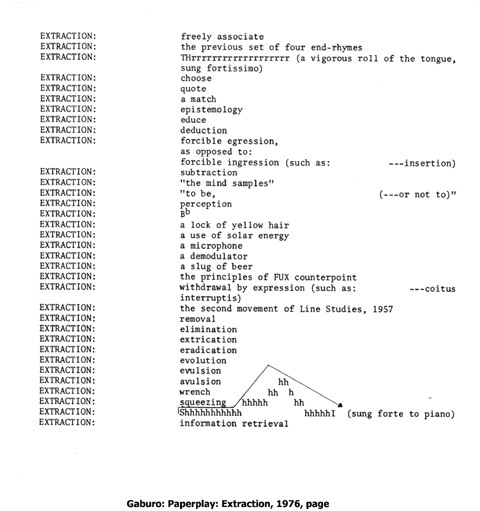 EXTRACTION: freely associate
EXTRACTION: the previous set of four end-rhymes
EXTRACTION: THrrrrrrrrrrrrrrrrrrr (a vigorous roll of the tongue,
sung fortissimo)
EXTRACTION: choose
EXTRACTION: quote
EXTRACTION: a match
EXTRACTION: epistemology
EXTRACTION: educe
EXTRACTION: deduction
EXTRACTION: forcible egression,
as opposed to:
forcible ingression (such as: ---insertion)
EXTRACTION: subtraction
EXTRACTION: "the mind samples"
EXTRACTION: "to be, (---or not to)"
EXTRACTION: perception
EXTRACTION: Bb
EXTRACTION: a lock of yellow hair
EXTRACTION: a use of solar energy
EXTRACTION: a microphone
EXTRACTION: a demodulator
EXTRACTION: a slug of beer
EXTRACTION: the principles of FUX counterpoint
EXTRACTION: withdrawal by expression (such as: ---coitus
interruptis)
EXTRACTION: the second movement of Line Studies, 1957
EXTRACTION: removal
EXTRACTION: elimination
EXTRACTION: extrication
EXTRACTION: eradication
EXTRACTION: evolution
EXTRACTION: evulsion
EXTRACTION: avulsion hh
EXTRACTION: wrench hh h
EXTRACTION: squeezing hhhhh hh
EXTRACTION: Shhhhhhhhhhh hhhhhI (sung forte to piano)
EXTRACTION: information retrieval
Gaburo: Paperplay: Extraction, 1976, page